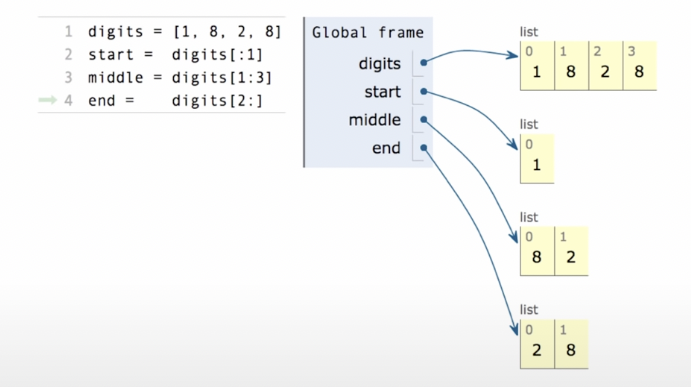 1 digits = [1, 8, 2, 8]
2 start =  digits[:1]
3 middle = digits[1:3]
4 end =    digits[2:]
Global frame
digits
start
middle
end
list
0 1 2 3
1 8 2 8
list
0
1
list
0 1
8 2
list
0 1
2 8